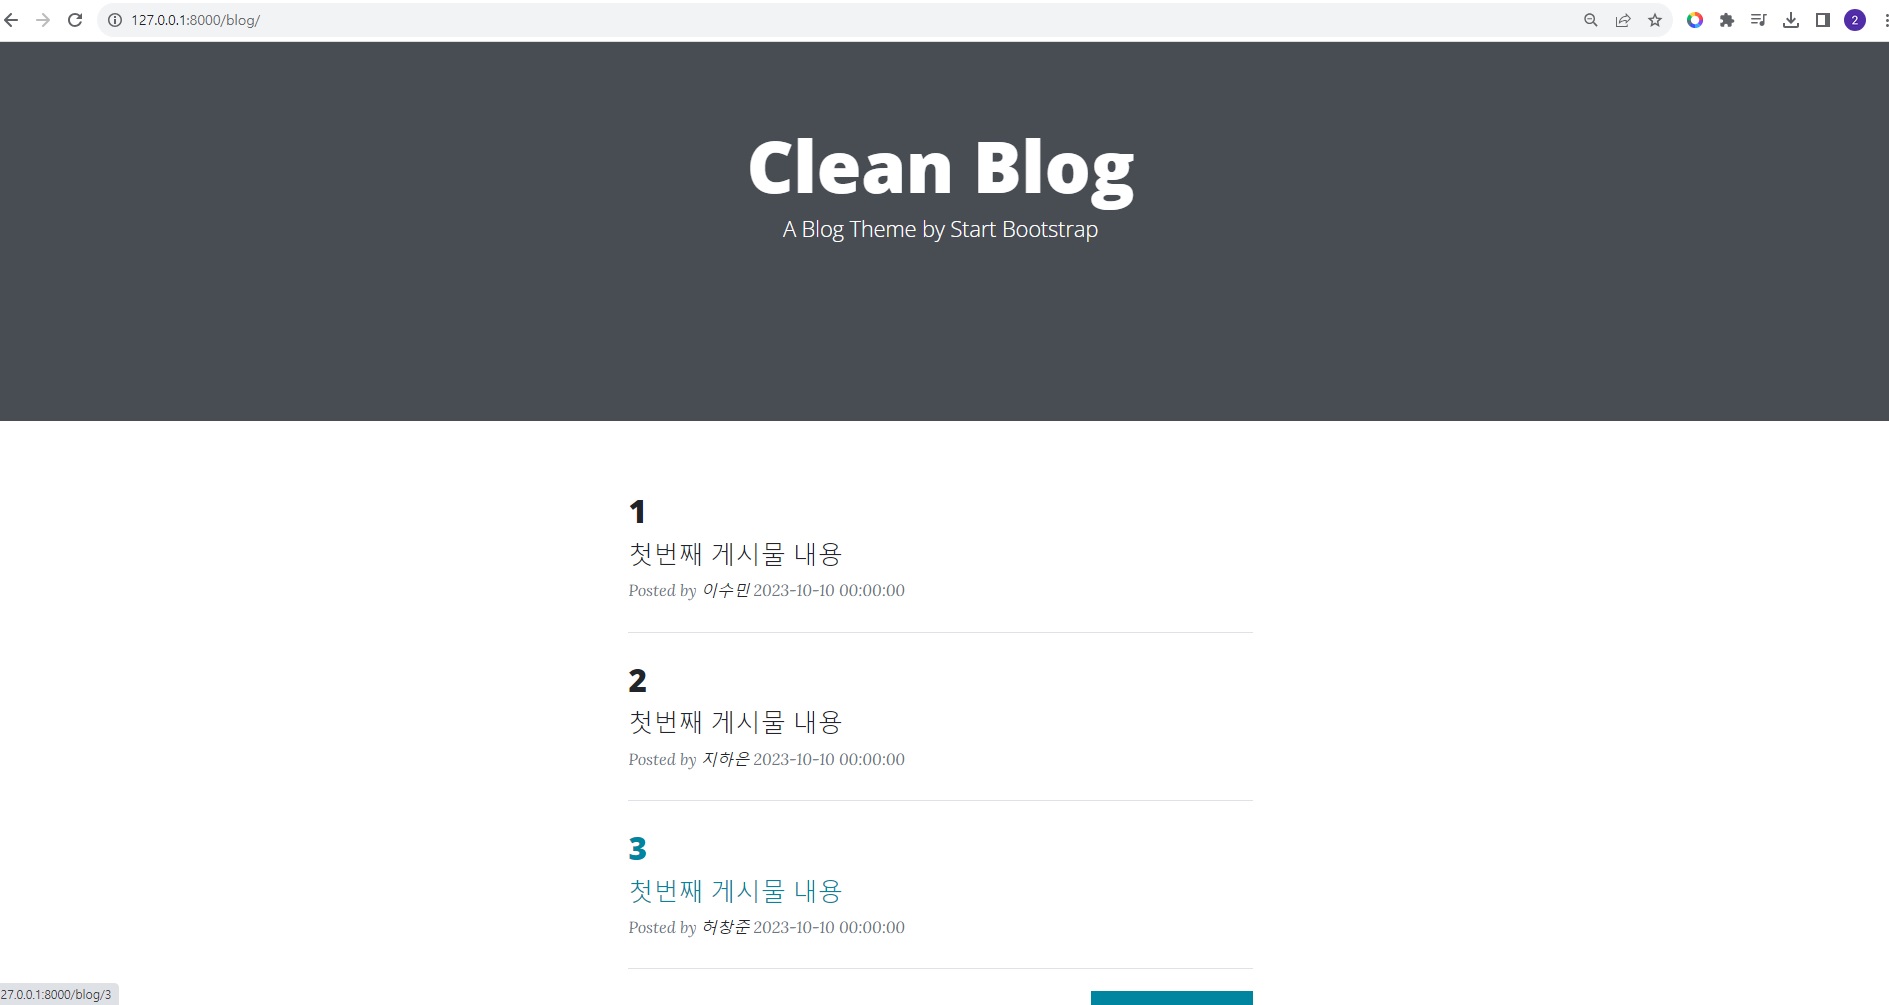 127.0.0.1:8000/blog/
2
Clean Blog
A Blog Theme by Start Bootstrap
1
첫번째 게시물 내용
Posted by 이수민 2023-10-10 00:00:00
2
첫번째 게시물 내용
Posted by 지하은 2023-10-10 00:00:00
3
첫번째 게시물 내용
Posted by 허창준 2023-10-10 00:00:00
27.0.0.1:8000/blog/3